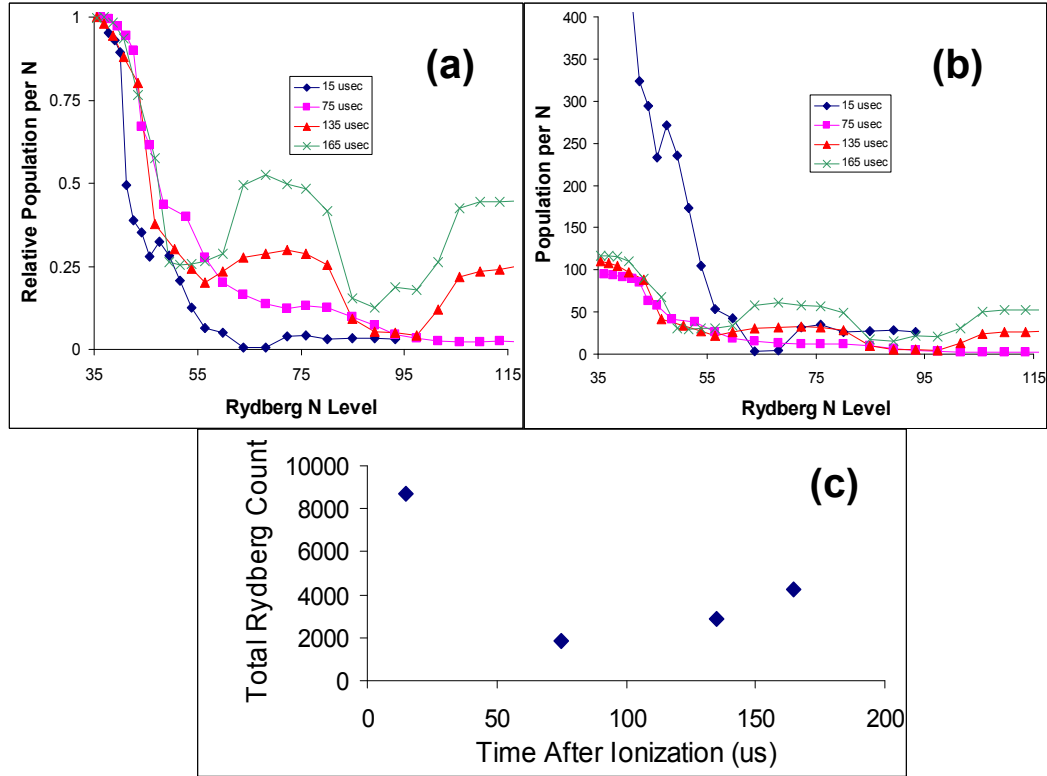 (a)
Relative Population per N
1
0.75
0.5
0.25
0
35 55 75 95 115
Rydberg N Level
15 usec
75 usec
135 usec
165 usec
(b)
Population per N
400
350
300
250
200
150
100
50
0
35 55 75 95 115
Rydberg N Level
15 usec
75 usec
135 usec
165 usec
(c)
Total Rydberg Count
10000
8000
6000
4000
2000
0
0 50 100 150 200
Time After Ionization (us)